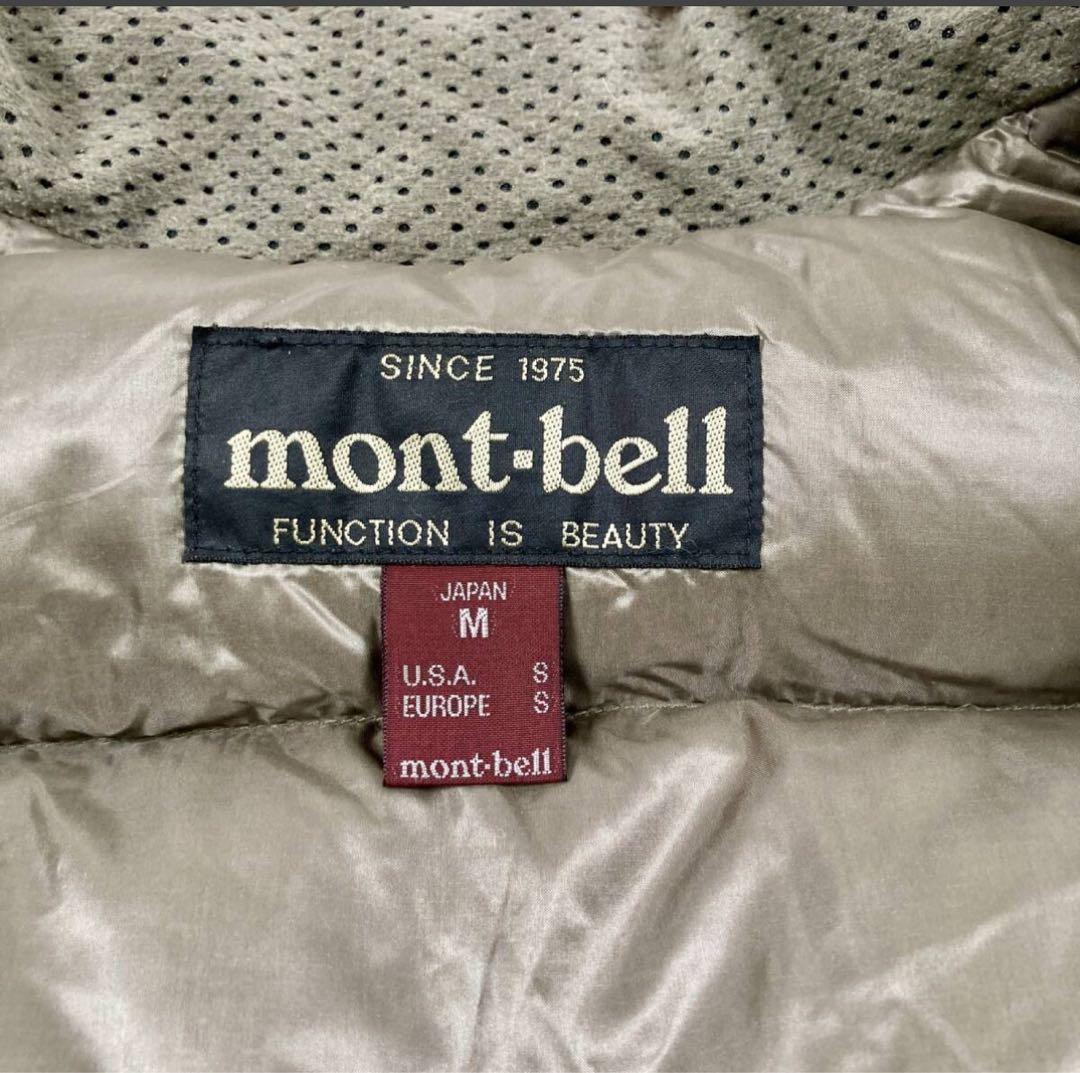 SINCE 1975
mont-bell
FUNCTION IS BEAUTY
JAPAN
M
U.S.A. S
EUROPE S
mont-bell